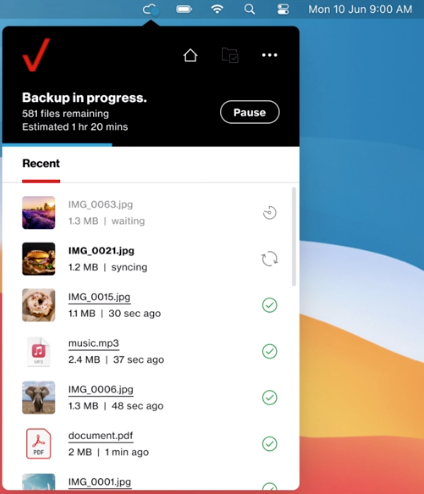 Mon 10 Jun 9:00 AM
Backup in progress.
581 files remaining
Estimated 1 hr 20 mins
Pause
Recent
IMG_0063.jpg
1.3 MB | waiting
IMG_0021.jpg
1.2 MB | syncing
IMG_0015.jpg
1.1 MB | 30 sec ago
music.mp3
2.4 MB | 37 sec ago
MP3
IMG_0006.jpg
1.3 MB | 48 sec ago
document.pdf
2 MB | 1 min ago
PDF
IMG_0001.jpg